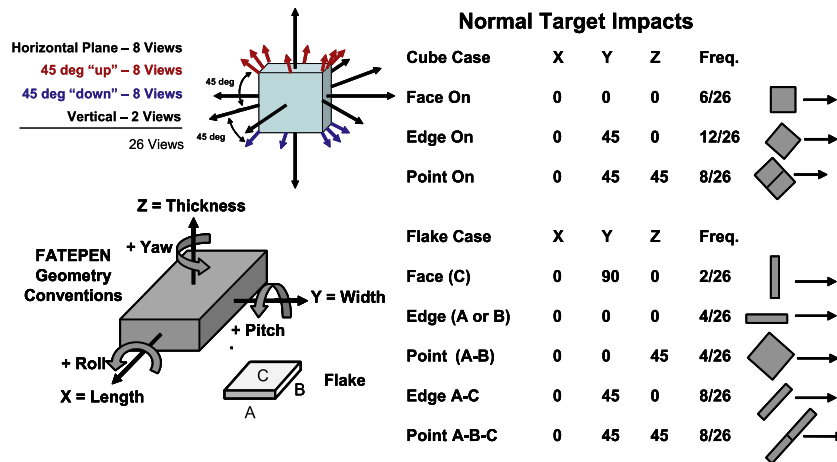 Horizontal Plane – 8 Views
45 deg “up” – 8 Views
45 deg “down” – 8 Views
Vertical – 2 Views
26 Views
45 deg
45 deg
Z = Thickness
+ Yaw
FATEPEN
Geometry
Conventions
Y = Width
+ Pitch
+ Roll
X = Length
C
B
A
Flake
Normal Target Impacts
Cube Case X Y Z Freq.
Face On 0 0 0 6/26
Edge On 0 45 0 12/26
Point On 0 45 45 8/26
Flake Case X Y Z Freq.
Face (C) 0 90 0 2/26
Edge (A or B) 0 0 0 4/26
Point (A-B) 0 0 45 4/26
Edge A-C 0 45 0 8/26
Point A-B-C 0 45 45 8/26